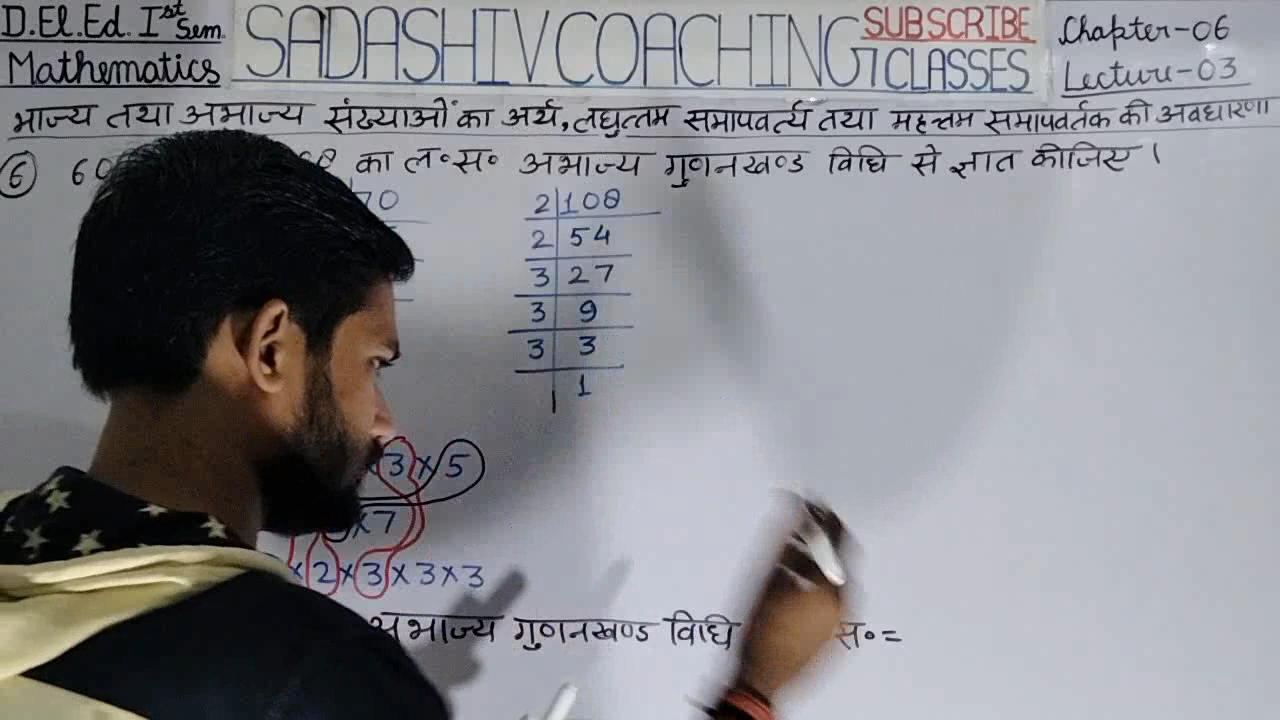 D.El.Ed. Ist Sem.
Mathematics
SADASHIV COACHING CLASSES
SUBSCRIBE
Chapter-06
Lecture-03
भाज्य तथा अभाज्य संख्याओं का अर्थ, लघुत्तम समापवर्त्य तथा महत्तम समापवर्तक की अवधारणा
6 का ल॰स॰ अभाज्य गुणनखण्ड विधि से ज्ञात कीजिए।
70
2 108
2 54
3 27
3 9
3 3
1
3 × 5
× 7
× 2 × 3 × 3 × 3
अभाज्य गुणनखण्ड विधि स॰ =